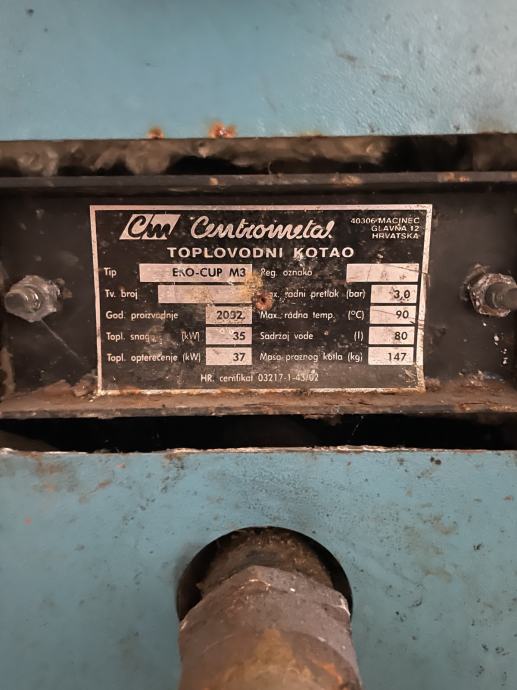 Cm Centrometal
40306 MACINEC
GLAVNA 12
HRVATSKA
TOPLOVODNI KOTAO
Tip EKO-CUP M3 Reg. oznaka
Tv. broj Max. radni pretlak (bar) 3,0
God. proizvodnje Max. radna temp. (°C) 90
Topl. snaga (kW) 35 Sadrzaj vode (l) 80
Topl. opterećenje (kW) 37 Masa praznog kotla (kg) 147
HR. certifikat 03217-1-43/02